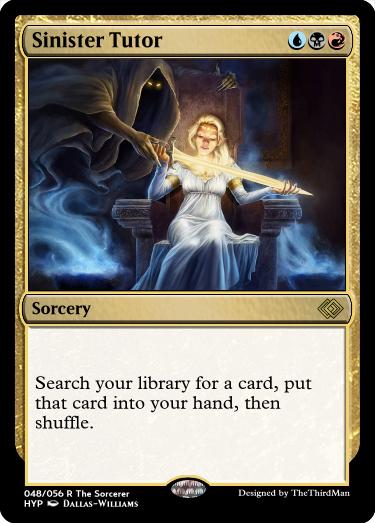 Sinister Tutor
Sorcery
Search your library for a card, put
that card into your hand, then
shuffle.
048/056 R The Sorcerer
HYP Dallas-Williams
Designed by TheThirdMan